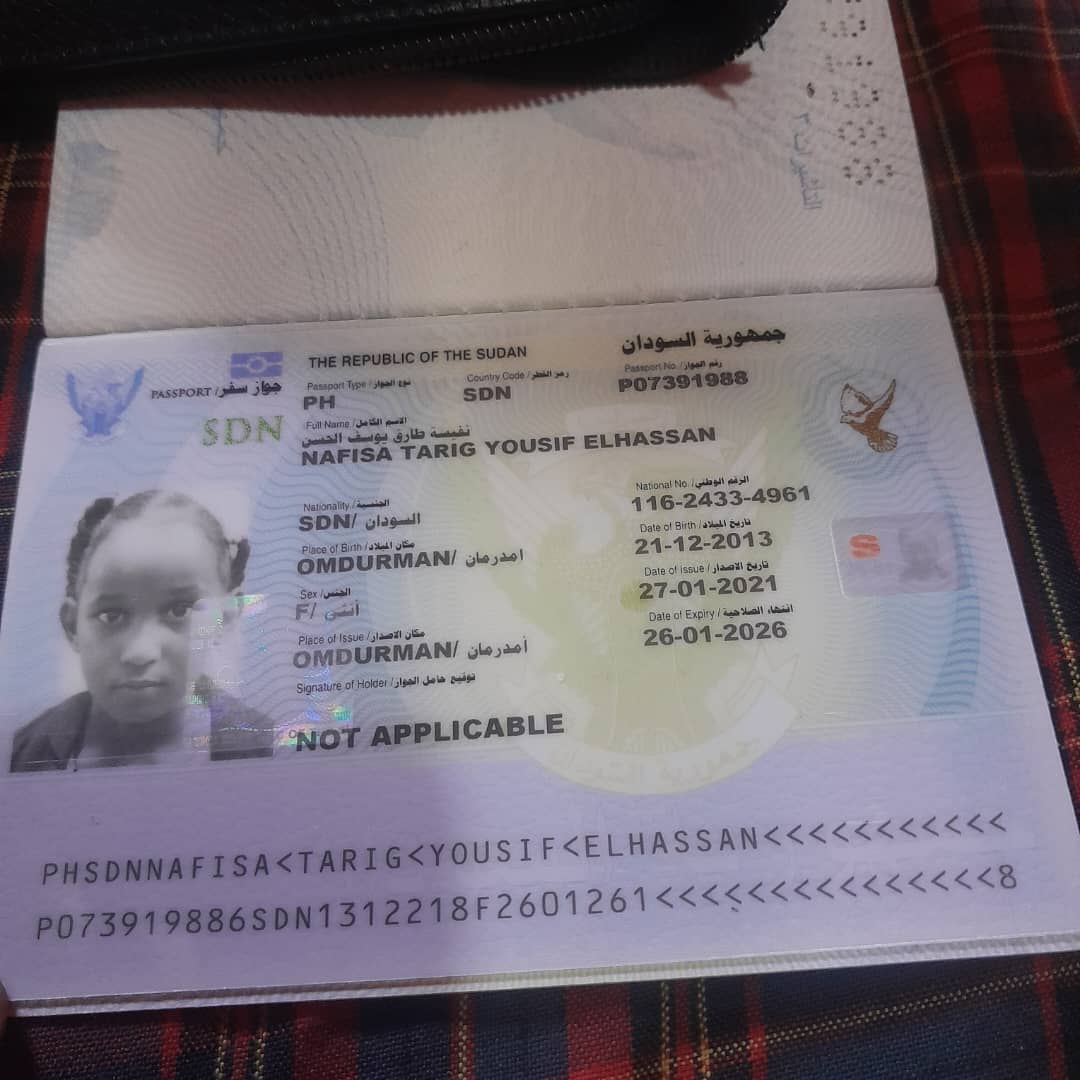 التأشيرات ٢
THE REPUBLIC OF THE SUDAN
جمهورية السودان
PASSPORT / جواز سفر
Passport Type / نوع الجواز
Country Code / رمز القطر
Passport No. / رقم الجواز
PH
SDN
P07391988
SDN
Full Name / الاسم الكامل
نفيسة طارق يوسف الحسن
NAFISA TARIG YOUSIF ELHASSAN
Nationality / الجنسية
SDN/ السودان
National No. / الرقم الوطني
116-2433-4961
Place of Birth / مكان الميلاد
OMDURMAN/ امدرمان
Date of Birth / تاريخ الميلاد
21-12-2013
Sex / الجنس
F/ أنثى
Date of issue / تاريخ الاصدار
27-01-2021
Place of Issue / مكان الاصدار
OMDURMAN/ أمدرمان
Date of Expiry / انتهاء الصلاحية
26-01-2026
Signature of Holder / توقيع حامل الجواز
NOT APPLICABLE
جمهورية السودان
PHSDNNAFISA<TARIG<YOUSIF<ELHASSAN<<<<<<<<<<<
P073919886SDN1312218F2601261<<<<<<<<<<<<<<<8